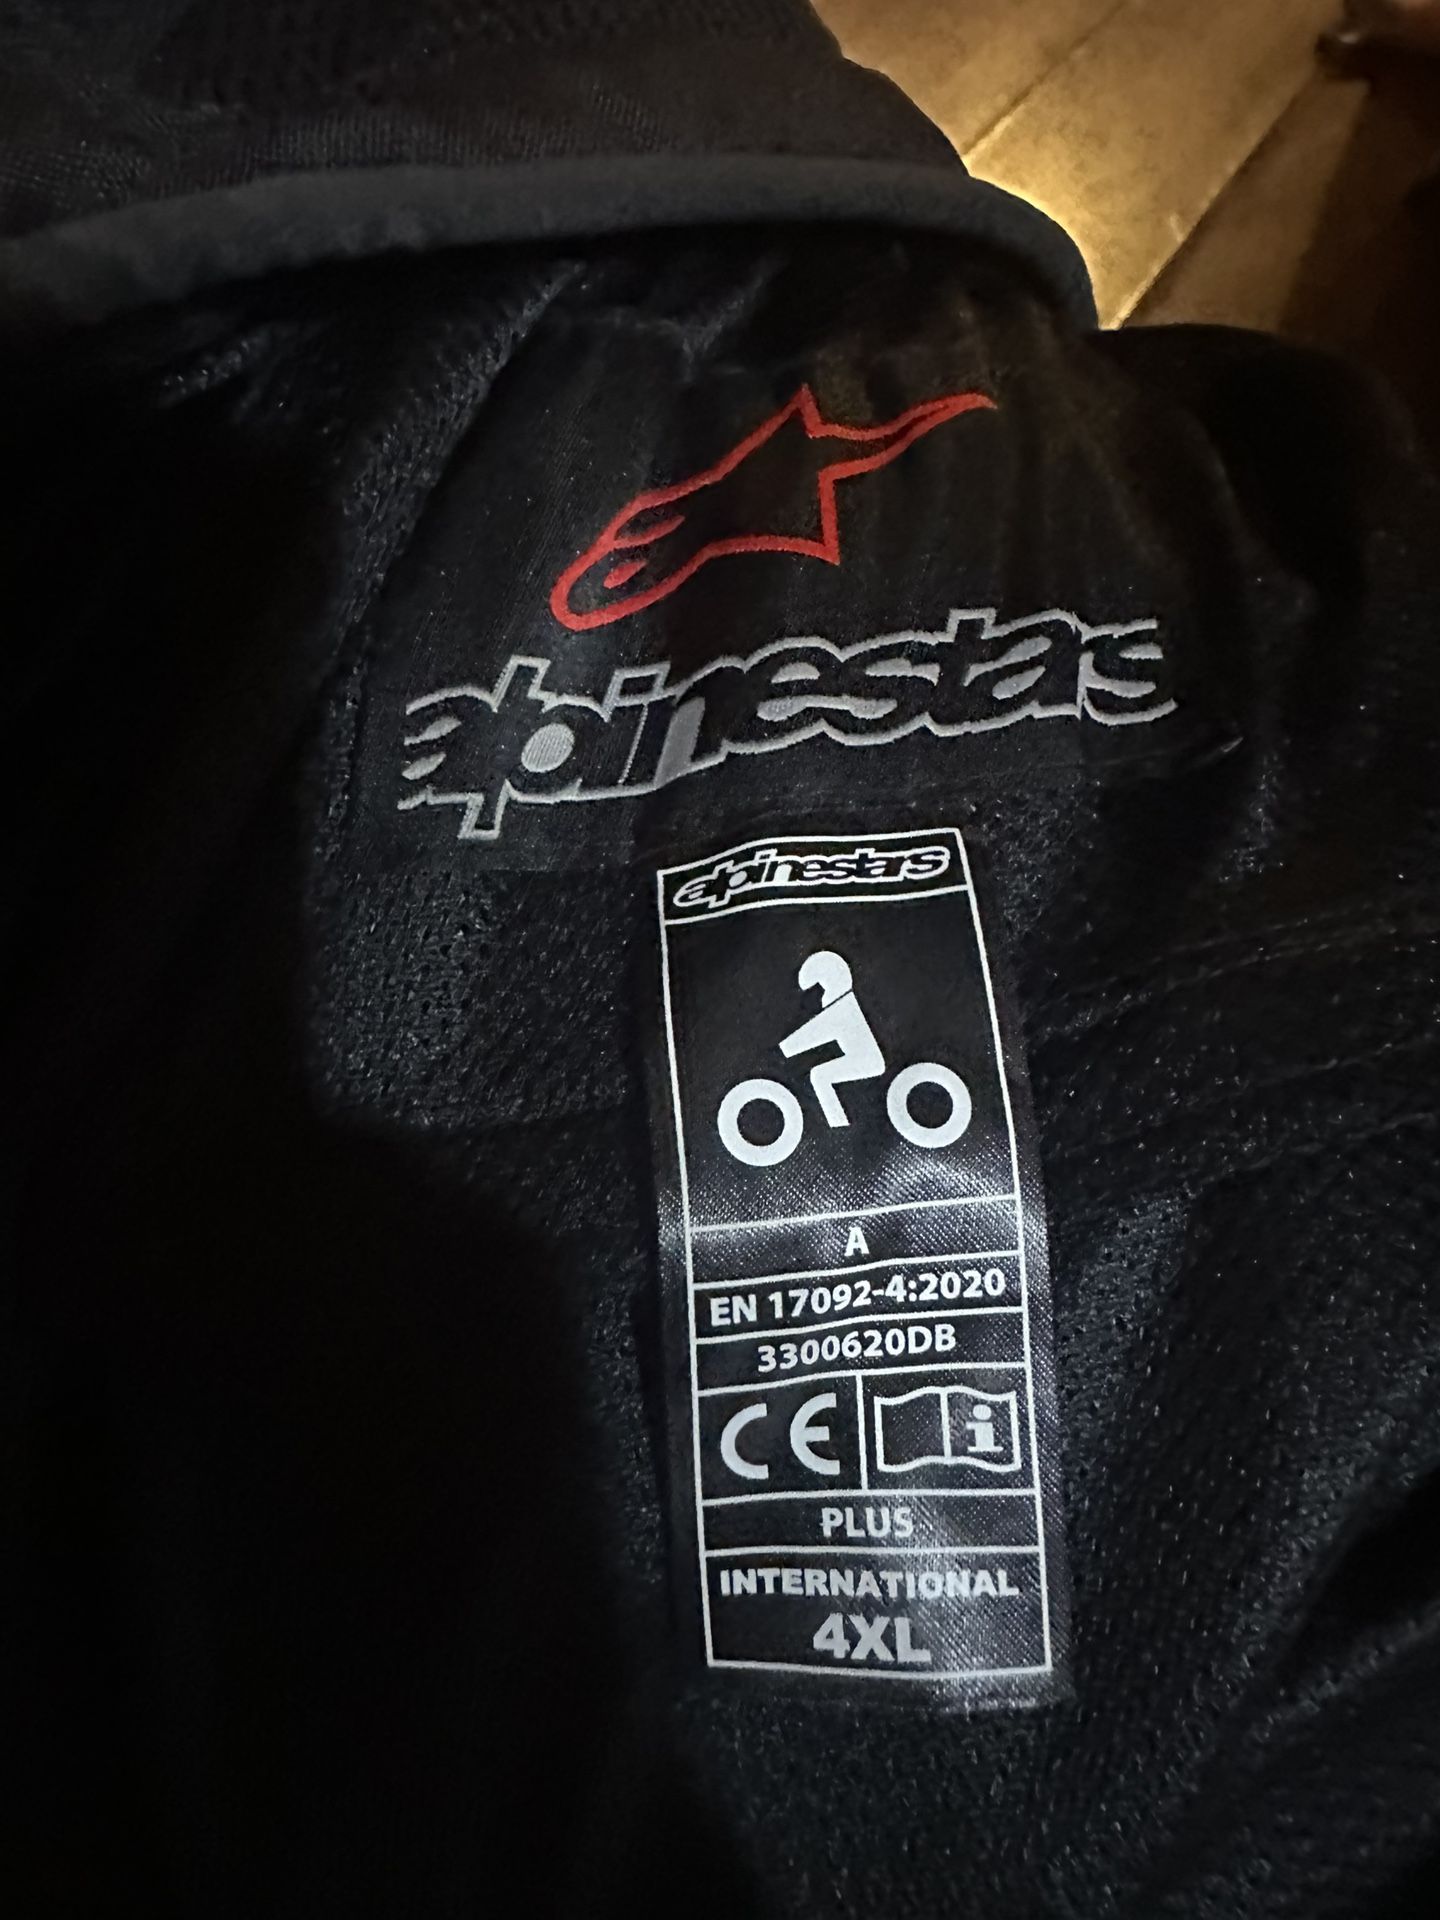 alpinestars
alpinestars
A
EN 17092-4:2020
3300620DB
CE i
PLUS
INTERNATIONAL
4XL